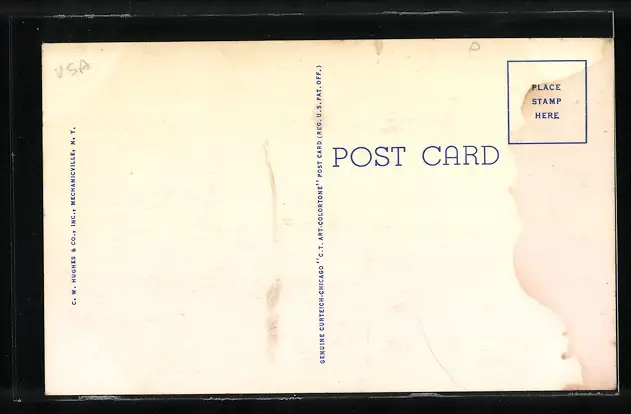 USA
C. W. HUGHES & CO., INC., MECHANICVILLE, N. Y.
GENUINE CURTEICH-CHICAGO "C.T. ART-COLORTONE" POST CARD (REG. U.S. PAT. OFF.)
POST CARD
PLACE
STAMP
HERE